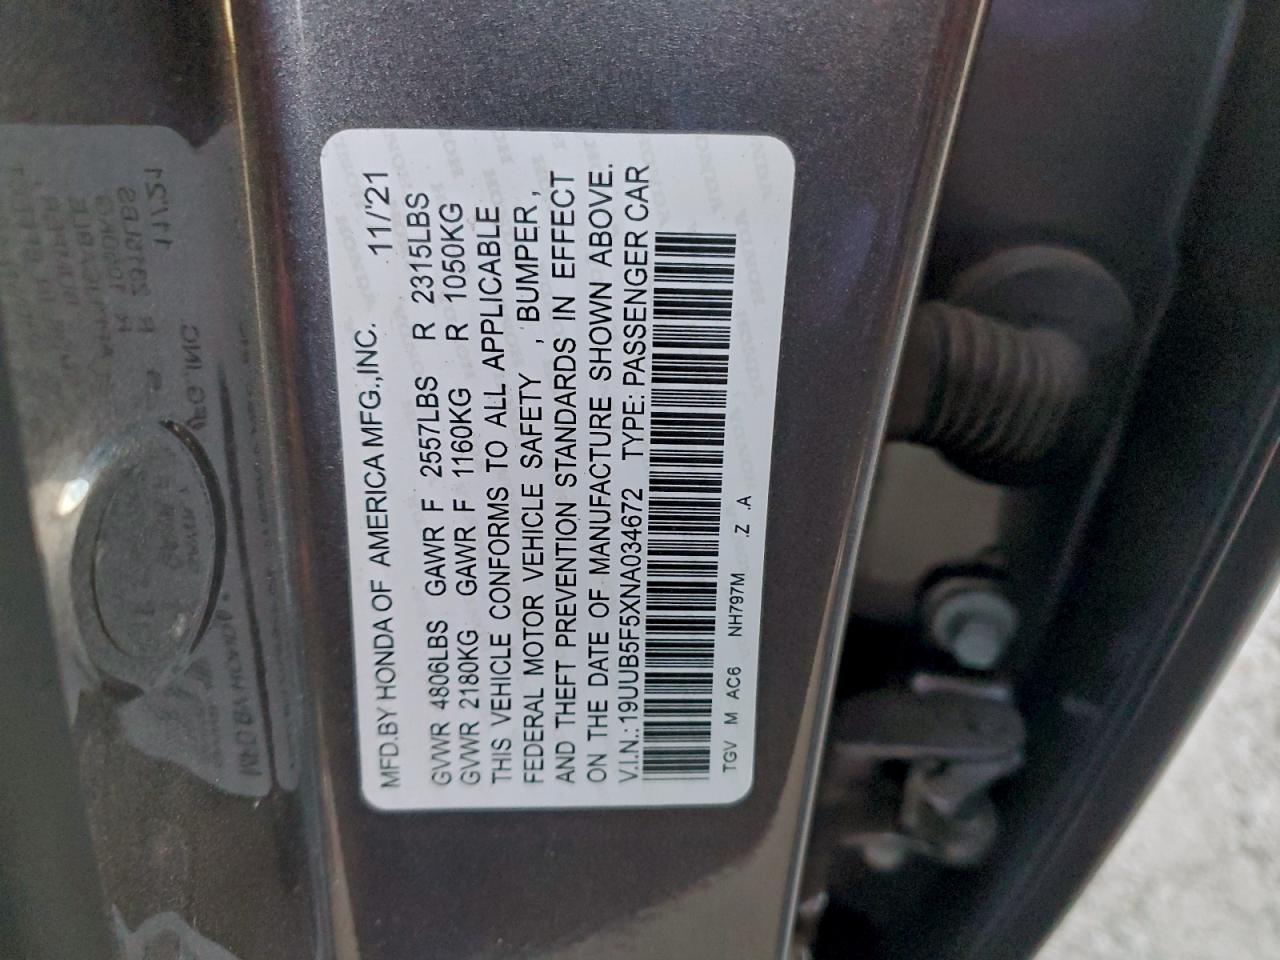 MFD.BY HONDA OF AMERICA MFG.,INC. 11/'21
GVWR 4806LBS GAWR F 2557LBS R 2315LBS
GVWR 2180KG GAWR F 1160KG R 1050KG
THIS VEHICLE CONFORMS TO ALL APPLICABLE
FEDERAL MOTOR VEHICLE SAFETY , BUMPER ,
AND THEFT PREVENTION STANDARDS IN EFFECT
ON THE DATE OF MANUFACTURE SHOWN ABOVE.
V.I.N.: 19UUB5F5XNA034672 TYPE: PASSENGER CAR
TGV M AC6 NH797M .Z .A